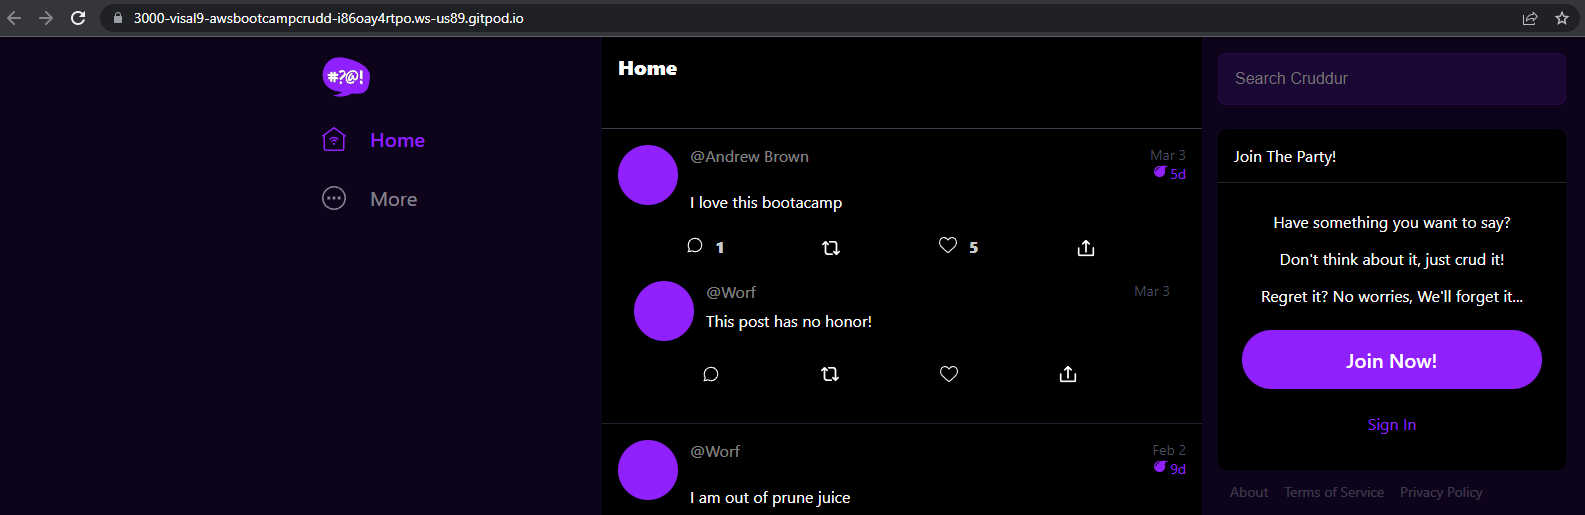 3000-visal9-awsbootcampcrudd-i86oay4rtpo.ws-us89.gitpod.io
#?@!
Home
More
Home
@Andrew Brown
Mar 3
5d
I love this bootacamp
1
5
@Worf
Mar 3
This post has no honor!
@Worf
Feb 2
9d
I am out of prune juice
Search Cruddur
Join The Party!
Have something you want to say?
Don't think about it, just crud it!
Regret it? No worries, We'll forget it...
Join Now!
Sign In
About Terms of Service Privacy Policy